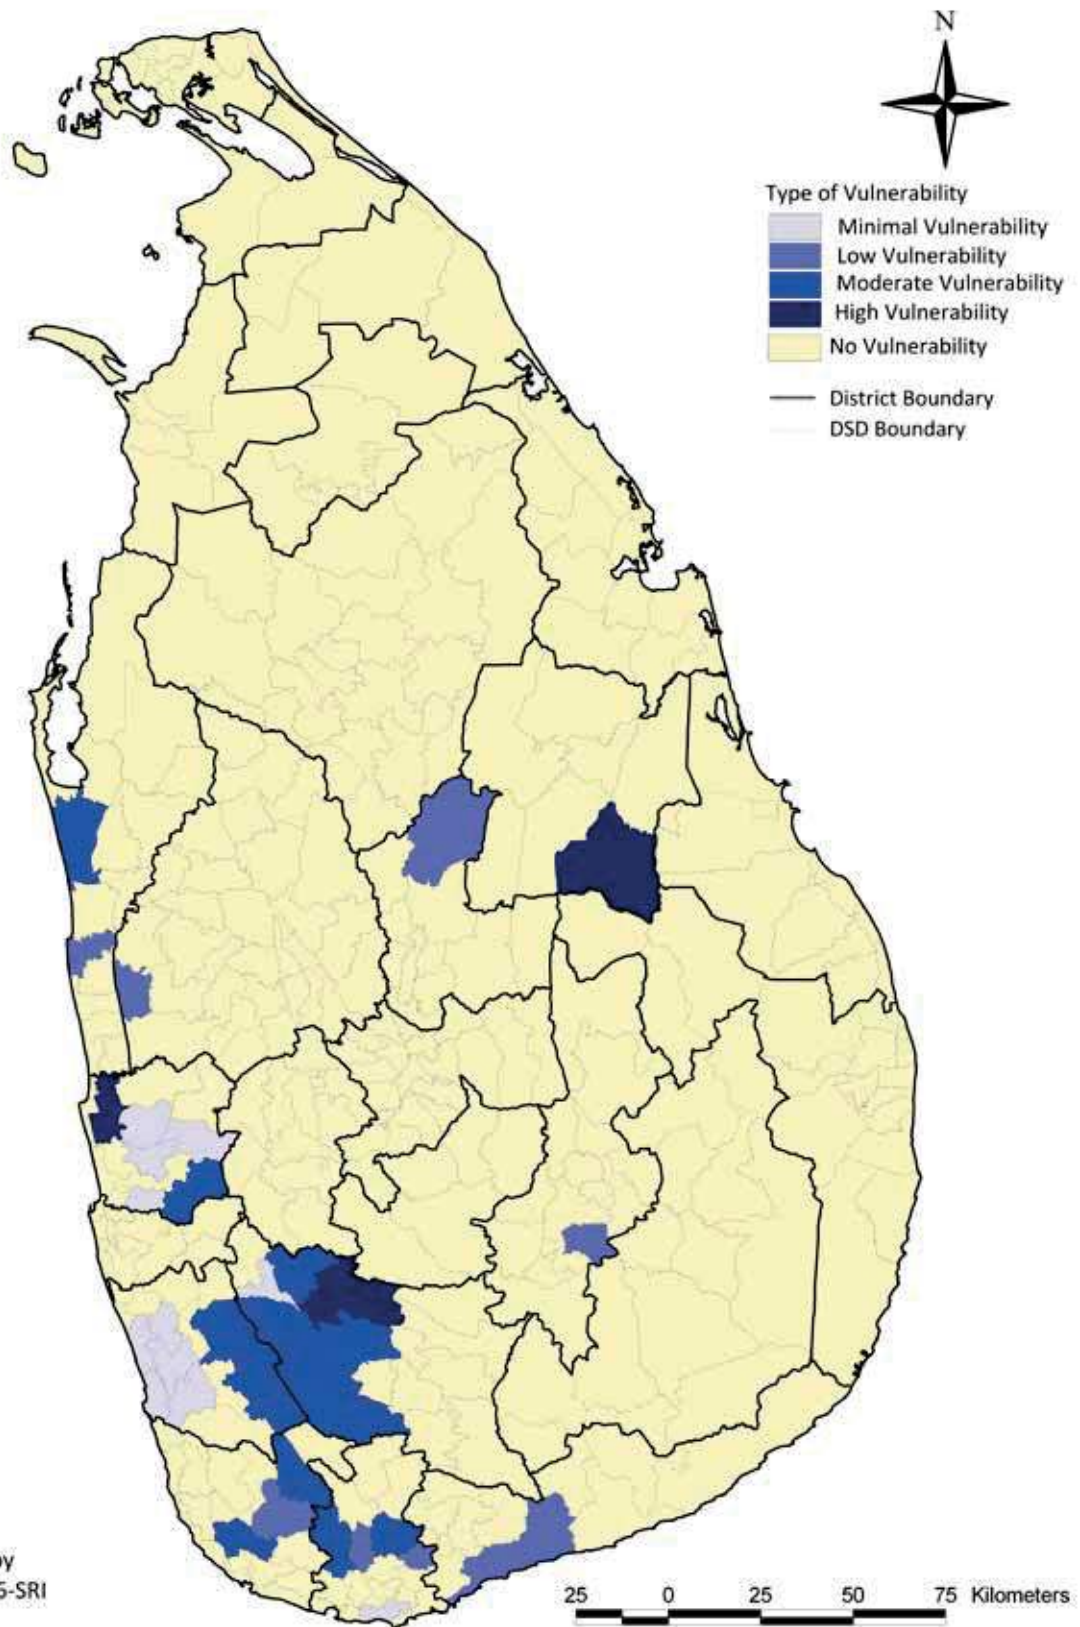 N
Type of Vulnerability
Minimal Vulnerability
Low Vulnerability
Moderate Vulnerability
High Vulnerability
No Vulnerability
District Boundary
DSD Boundary
-SRI
25 0 25 50 75 Kilometers